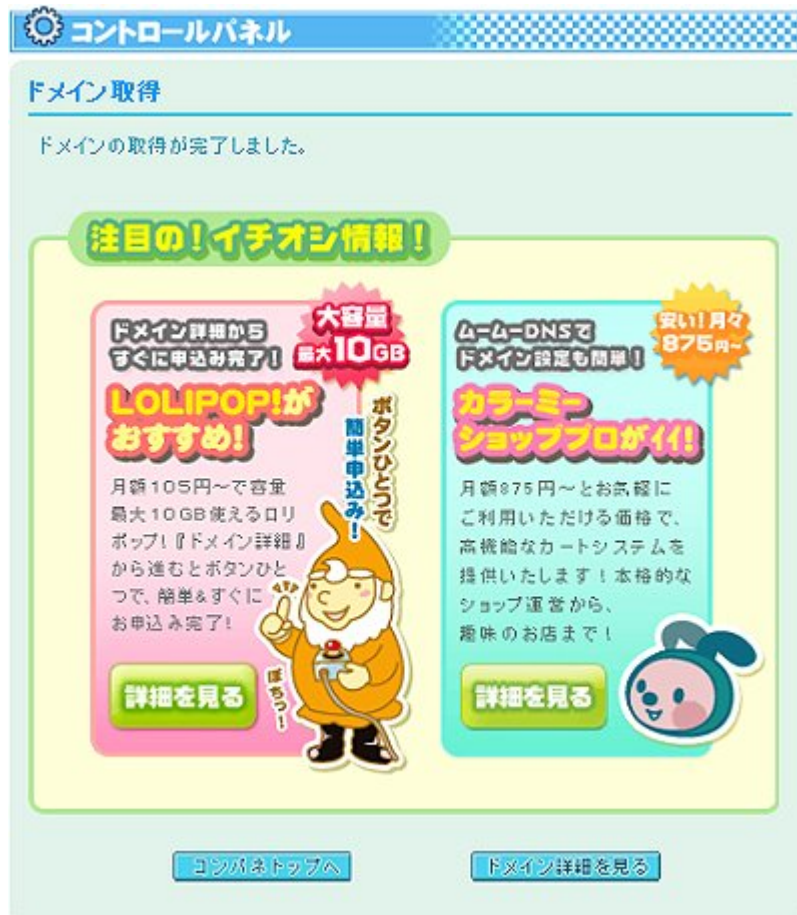 コントロールパネル
ドメイン取得
ドメインの取得が完了しました。
注目の!イチオシ情報!
ドメイン詳細から
すぐに申込み完了!
大容量
最大10GB
LOLIPOP!が
おすすめ!
ボタンひとつで
簡単申込み!
月額105円～で容量
最大10GB使えるロリ
ポップ!『ドメイン詳細』
から進むとボタンひと
つで、簡単&すぐに
お申込み完了!
ぽちっ!
詳細を見る
ムームーDNSで
ドメイン設定も簡単!
安い!月々
875円～
カラーミー
ショッププロがイイ!
月額875円～とお気軽に
ご利用いただける価格で、
高機能なカートシステムを
提供いたします!本格的な
ショップ運営から、
趣味のお店まで!
詳細を見る
コンパネトップへ
ドメイン詳細を見る